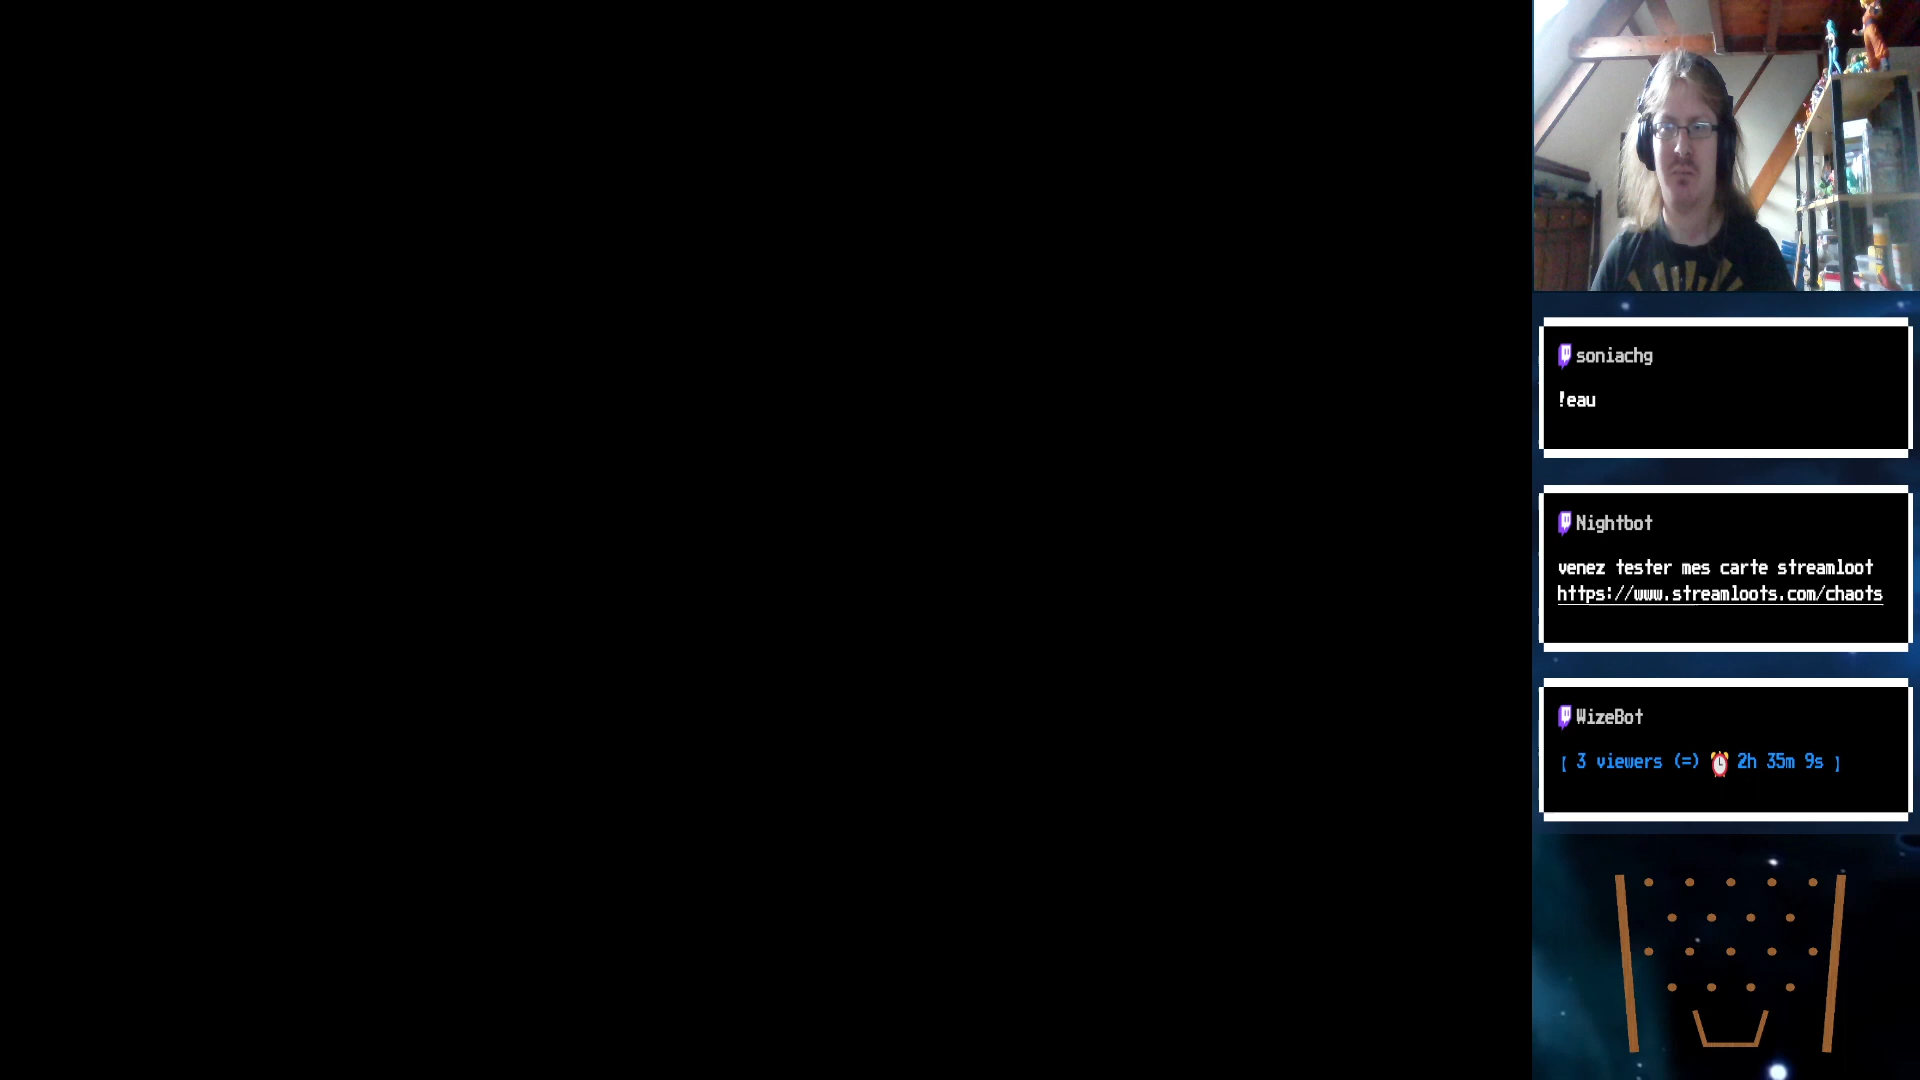 soniachg
!eau
Nightbot
venez tester mes carte streamloot
https://www.streamloots.com/chaots
WizeBot
[ 3 viewers (=) ⏰ 2h 35m 9s ]